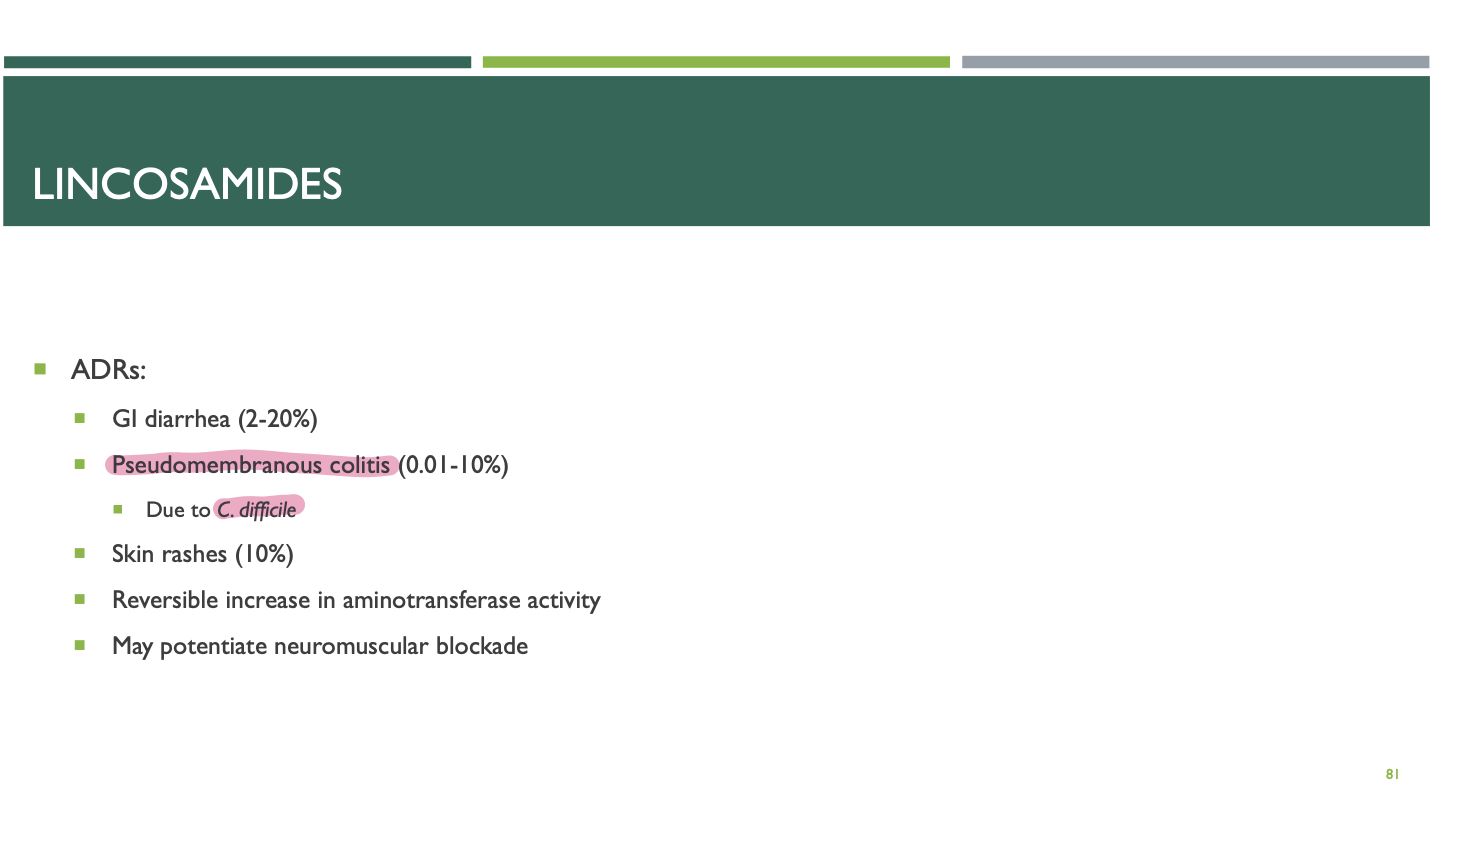 LINCOSAMIDES
ADRs:
GI diarrhea (2-20%)
Pseudomembranous colitis (0.01-10%)
Due to C. difficile
Skin rashes (10%)
Reversible increase in aminotransferase activity
May potentiate neuromuscular blockade
81